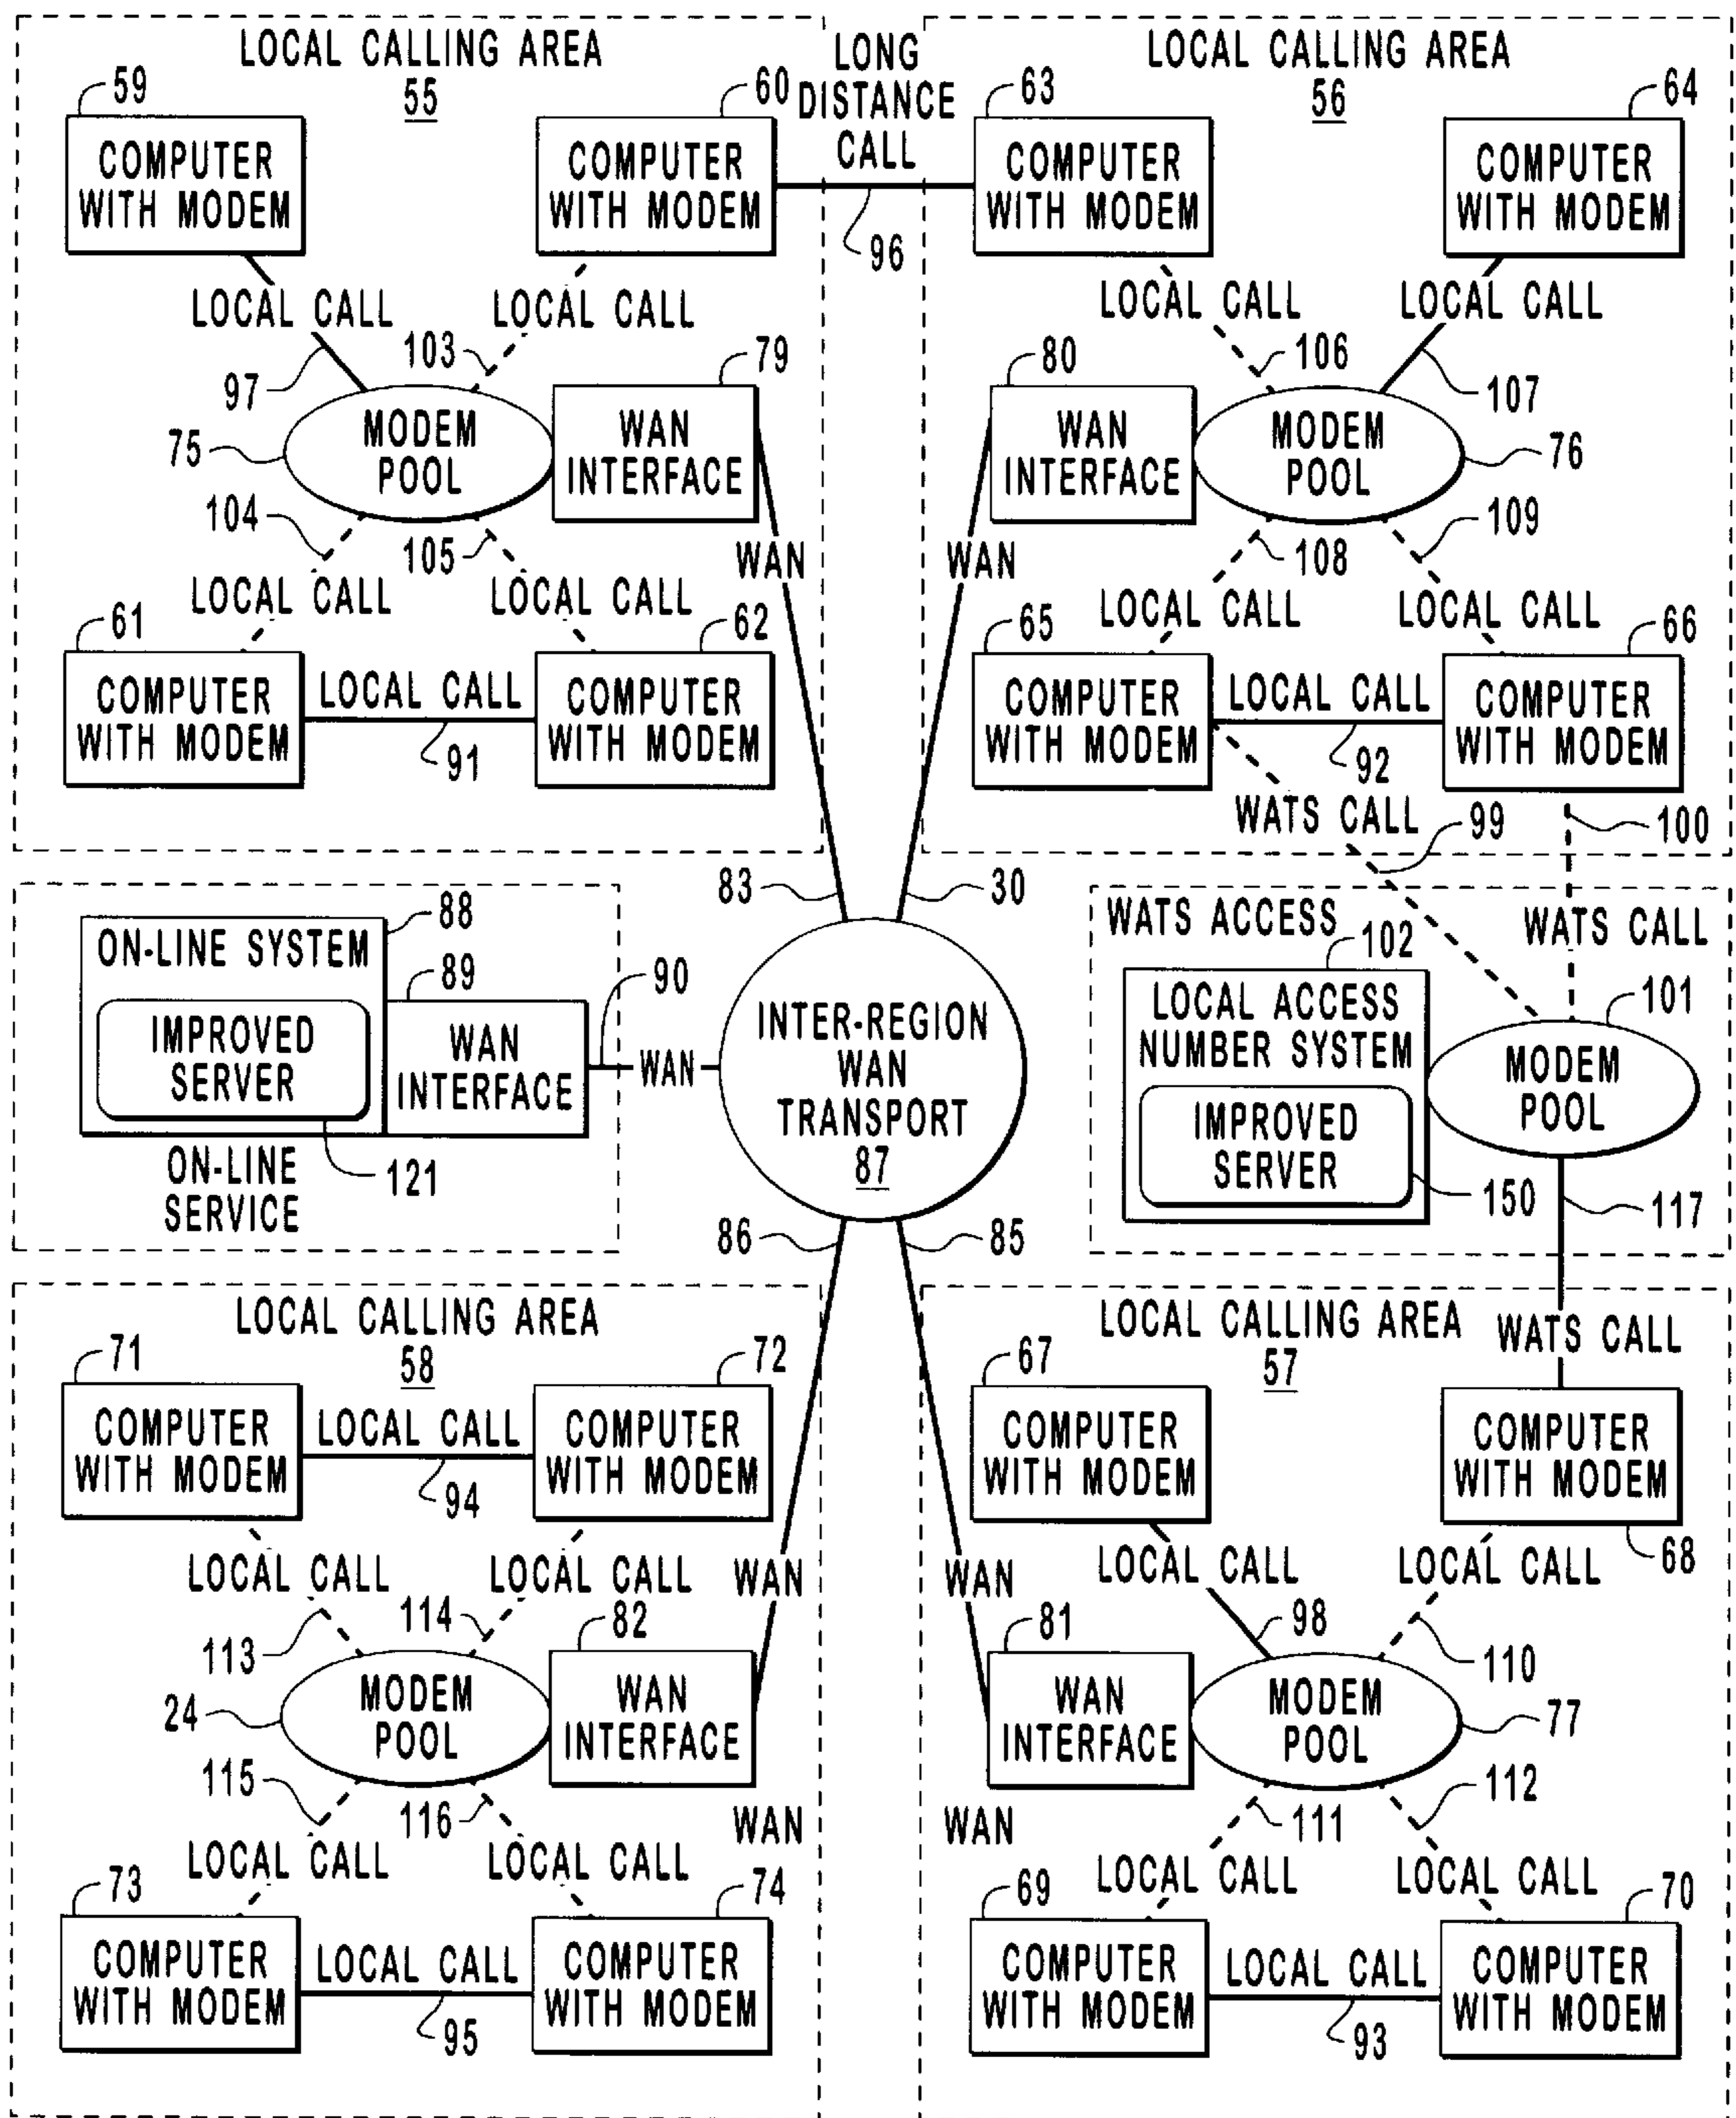 LOCAL CALLING AREA
55
59
COMPUTER
WITH MODEM
60
COMPUTER
WITH MODEM
LOCAL CALL
97
LOCAL CALL
103
79
75
MODEM
POOL
WAN
INTERFACE
104
105
WAN
LOCAL CALL
LOCAL CALL
61
COMPUTER
WITH MODEM
LOCAL CALL
91
62
COMPUTER
WITH MODEM
LONG
DISTANCE
CALL
96
LOCAL CALLING AREA
56
63
COMPUTER
WITH MODEM
64
COMPUTER
WITH MODEM
LOCAL CALL
LOCAL CALL
106
107
80
WAN
INTERFACE
MODEM
POOL
76
WAN
108
109
LOCAL CALL
LOCAL CALL
65
COMPUTER
WITH MODEM
LOCAL CALL
92
66
COMPUTER
WITH MODEM
WATS CALL
99
100
83
30
88
ON-LINE SYSTEM
89
IMPROVED
SERVER
WAN
INTERFACE
90
WAN
121
ON-LINE
SERVICE
INTER-REGION
WAN
TRANSPORT
87
WATS ACCESS
102
WATS CALL
LOCAL ACCESS
NUMBER SYSTEM
101
MODEM
POOL
IMPROVED
SERVER
150
117
86
85
LOCAL CALLING AREA
58
71
COMPUTER
WITH MODEM
LOCAL CALL
94
72
COMPUTER
WITH MODEM
LOCAL CALL
LOCAL CALL
WAN
113
114
82
24
MODEM
POOL
WAN
INTERFACE
115
116
WAN
LOCAL CALL
LOCAL CALL
73
COMPUTER
WITH MODEM
LOCAL CALL
95
74
COMPUTER
WITH MODEM
LOCAL CALLING AREA
57
WATS CALL
67
COMPUTER
WITH MODEM
COMPUTER
WITH MODEM
68
WAN
LOCAL CALL
LOCAL CALL
98
110
81
WAN
INTERFACE
MODEM
POOL
77
WAN
111
112
LOCAL CALL
LOCAL CALL
69
COMPUTER
WITH MODEM
LOCAL CALL
93
70
COMPUTER
WITH MODEM